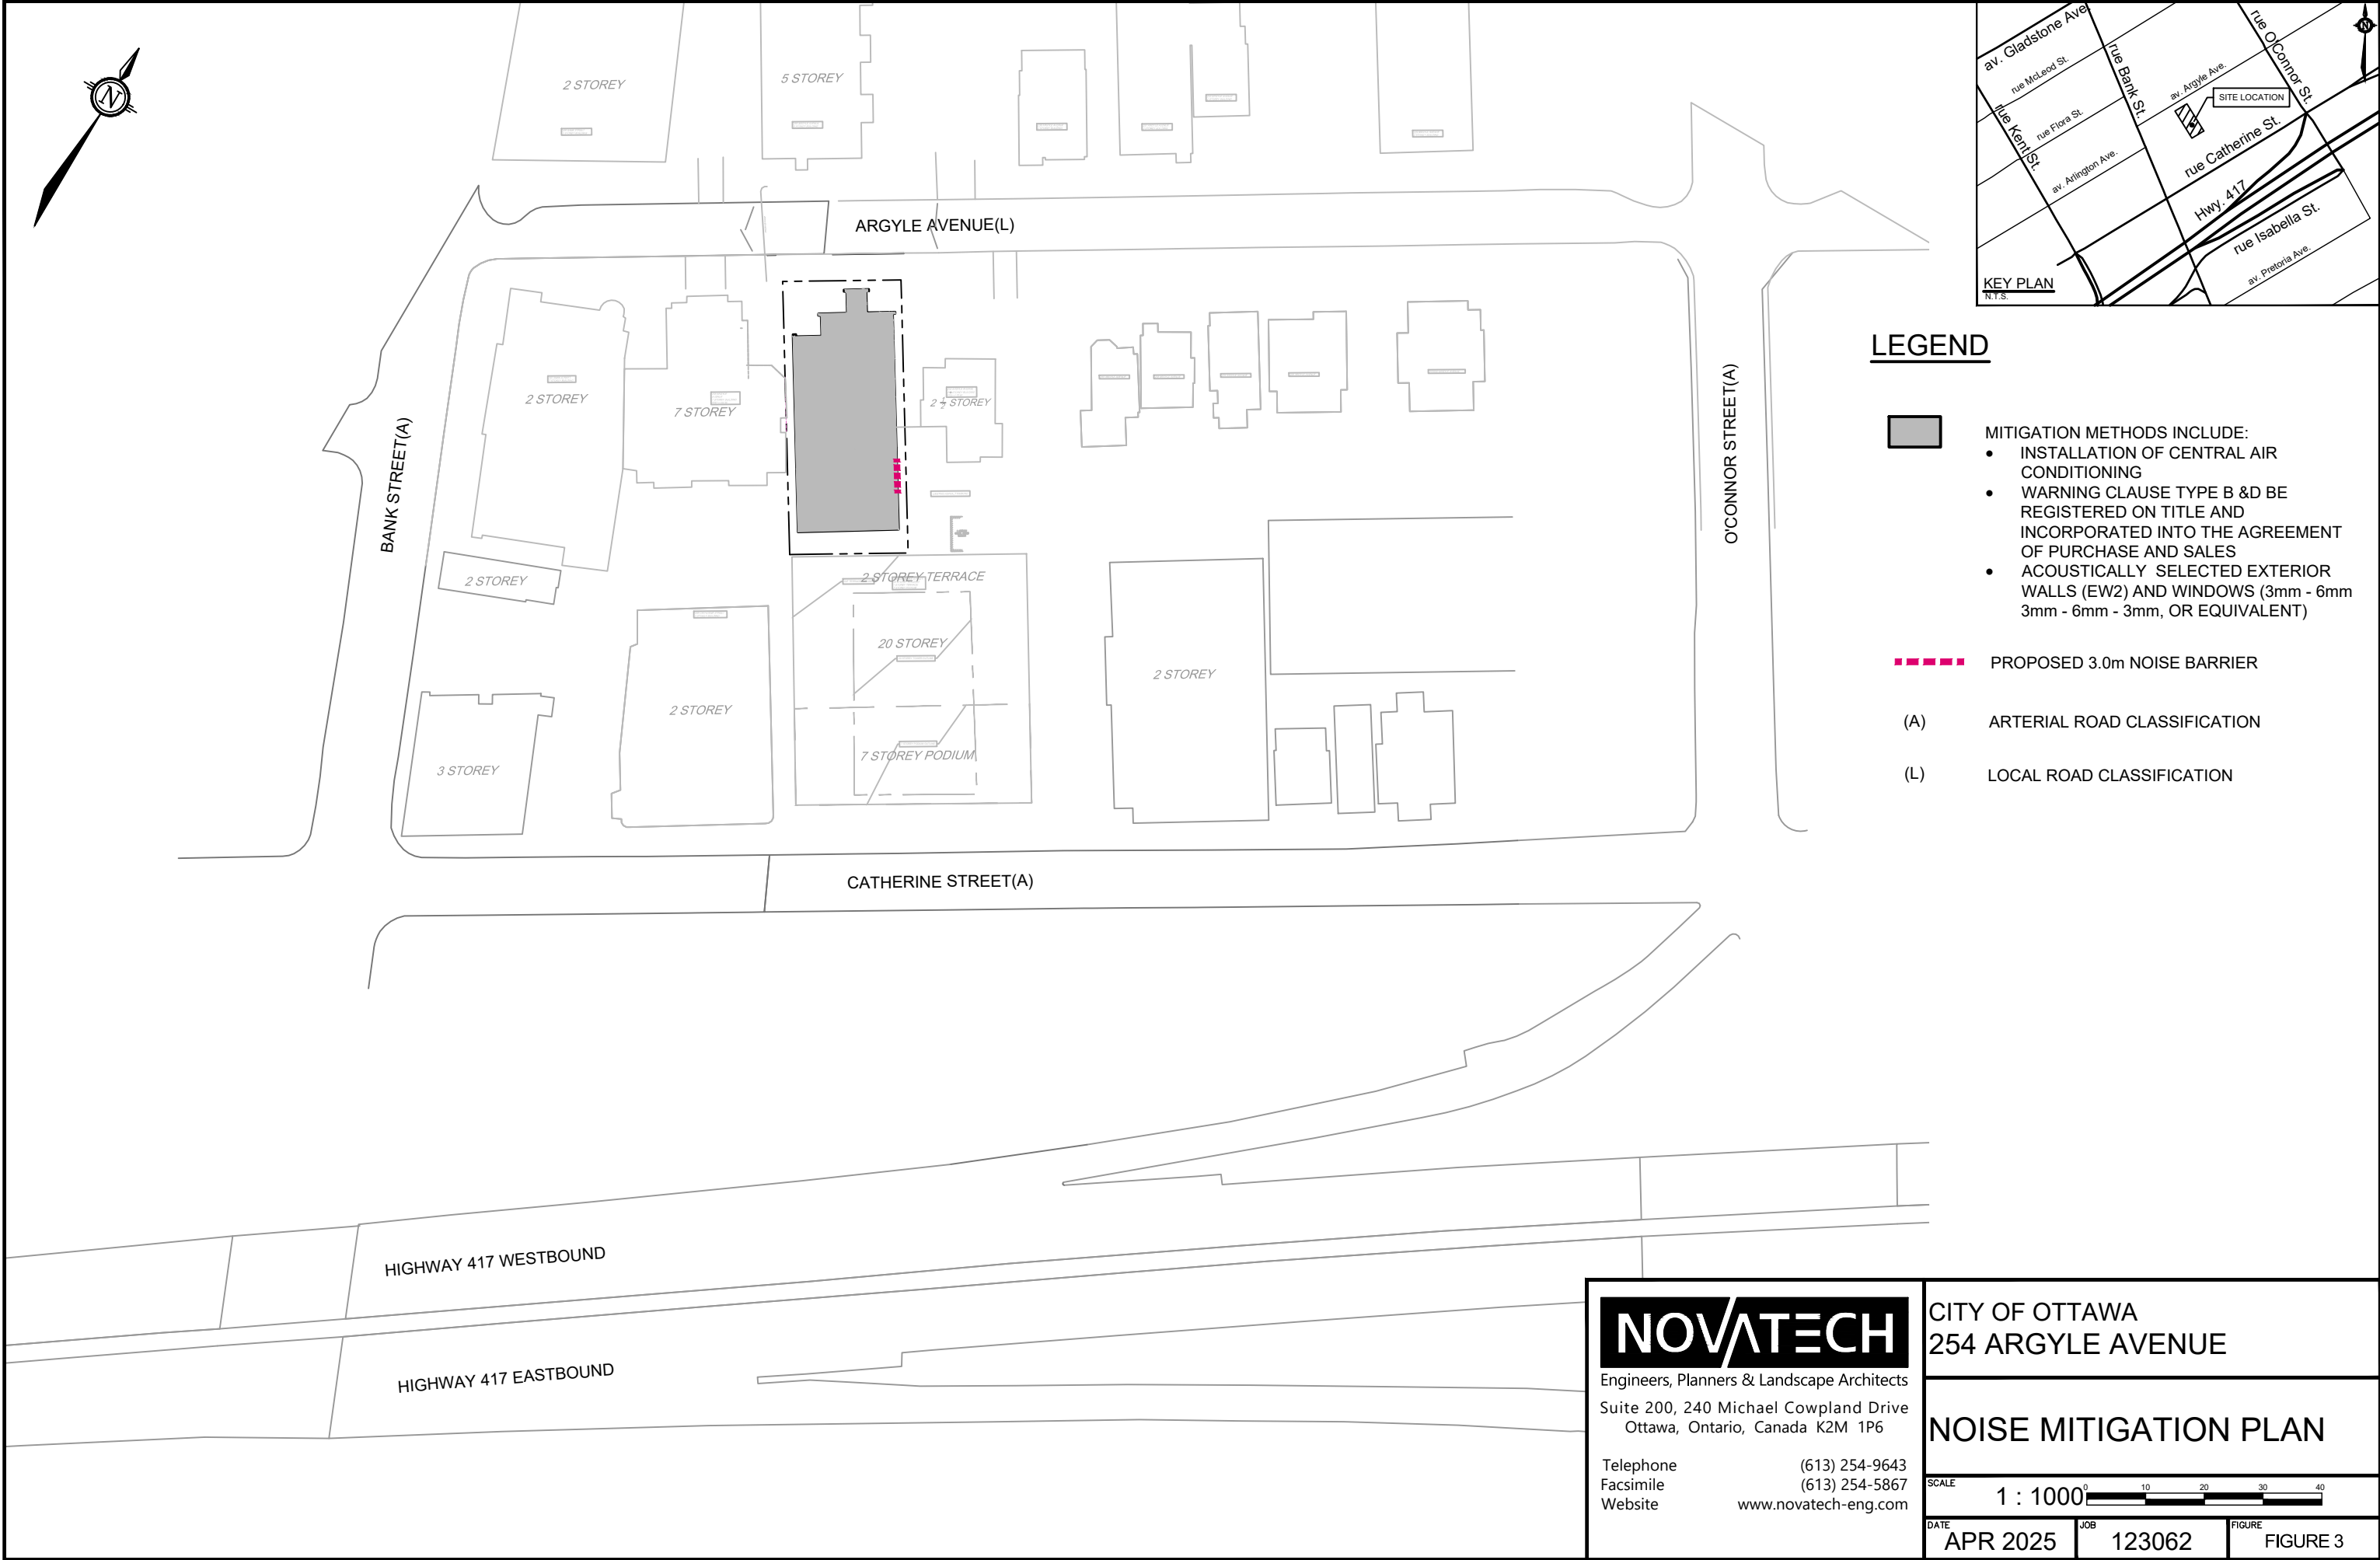 N
2 STOREY
5 STOREY
ARGYLE AVENUE(L)
2 STOREY
7 STOREY
2 ½ STOREY
BANK STREET(A)
O'CONNOR STREET(A)
2 STOREY
2 STOREY TERRACE
20 STOREY
2 STOREY
2 STOREY
7 STOREY PODIUM
3 STOREY
CATHERINE STREET(A)
HIGHWAY 417 WESTBOUND
HIGHWAY 417 EASTBOUND
av. Gladstone Ave.
rue McLeod St.
rue Bank St.
rue O'Connor St.
N
av. Argyle Ave.
SITE LOCATION
rue Kent St.
rue Flora St.
av. Arlington Ave.
rue Catherine St.
Hwy. 417
rue Isabella St.
av. Pretoria Ave.
KEY PLAN
N.T.S.
LEGEND
MITIGATION METHODS INCLUDE:
• INSTALLATION OF CENTRAL AIR
CONDITIONING
• WARNING CLAUSE TYPE B &D BE
REGISTERED ON TITLE AND
INCORPORATED INTO THE AGREEMENT
OF PURCHASE AND SALES
• ACOUSTICALLY SELECTED EXTERIOR
WALLS (EW2) AND WINDOWS (3mm - 6mm
3mm - 6mm - 3mm, OR EQUIVALENT)
PROPOSED 3.0m NOISE BARRIER
(A) ARTERIAL ROAD CLASSIFICATION
(L) LOCAL ROAD CLASSIFICATION
NOVATECH
Engineers, Planners & Landscape Architects
Suite 200, 240 Michael Cowpland Drive
Ottawa, Ontario, Canada K2M 1P6
Telephone (613) 254-9643
Facsimile (613) 254-5867
Website www.novatech-eng.com
CITY OF OTTAWA
254 ARGYLE AVENUE
NOISE MITIGATION PLAN
SCALE
1 : 1000
0 10 20 30 40
DATE
APR 2025
JOB
123062
FIGURE
FIGURE 3